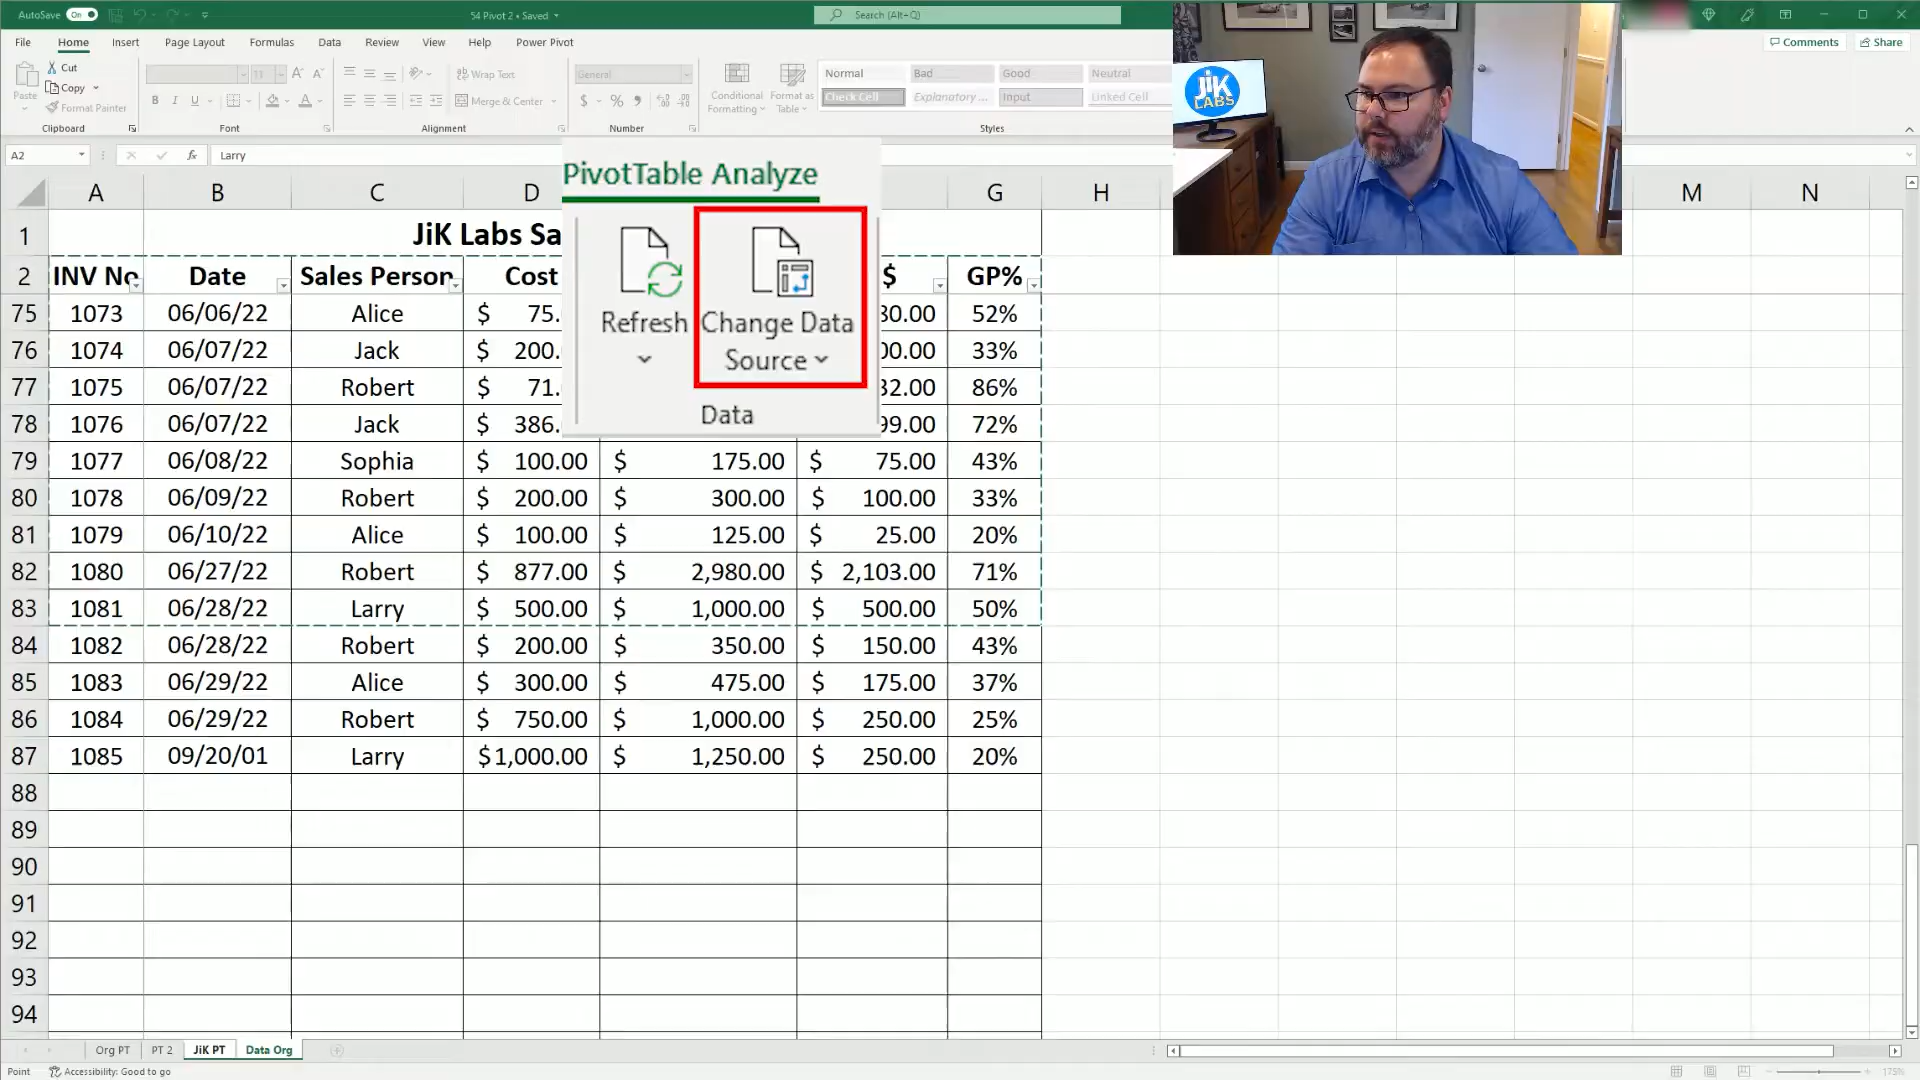 AutoSave On 54 Pivot 2 • Saved Search (Alt+Q)
File Home Insert Page Layout Formulas Data Review View Help Power Pivot Comments Share
Paste Cut Copy Format Painter
11 Wrap Text Merge & Center
General
Conditional Formatting Format as Table
Normal Bad Good Neutral
Check Cell Explanatory ... Input Linked Cell
Clipboard Font Alignment Number Styles
A2 fx Larry
JiK LABS
PivotTable Analyze
Refresh Change Data Source
Data
A B C D G H M N
1 JiK Labs Sa
2 INV No Date Sales Person Cost $ GP%
75 1073 06/06/22 Alice $ 75. 80.00 52%
76 1074 06/07/22 Jack $ 200. 00.00 33%
77 1075 06/07/22 Robert $ 71. 32.00 86%
78 1076 06/07/22 Jack $ 386. 99.00 72%
79 1077 06/08/22 Sophia $ 100.00 $ 175.00 $ 75.00 43%
80 1078 06/09/22 Robert $ 200.00 $ 300.00 $ 100.00 33%
81 1079 06/10/22 Alice $ 100.00 $ 125.00 $ 25.00 20%
82 1080 06/27/22 Robert $ 877.00 $ 2,980.00 $ 2,103.00 71%
83 1081 06/28/22 Larry $ 500.00 $ 1,000.00 $ 500.00 50%
84 1082 06/28/22 Robert $ 200.00 $ 350.00 $ 150.00 43%
85 1083 06/29/22 Alice $ 300.00 $ 475.00 $ 175.00 37%
86 1084 06/29/22 Robert $ 750.00 $ 1,000.00 $ 250.00 25%
87 1085 09/20/01 Larry $1,000.00 $ 1,250.00 $ 250.00 20%
88
89
90
91
92
93
94
Org PT PT 2 JiK PT Data Org
Point Accessibility: Good to go 175%